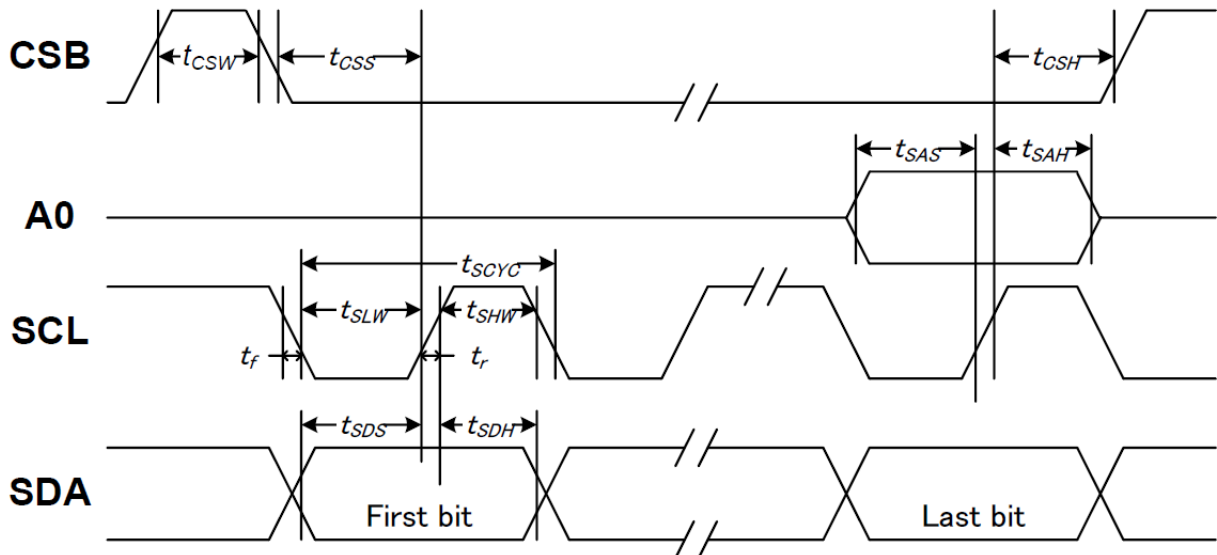 CSB
tCSW
tCSS
tCSH
tSAS
tSAH
A0
tSCYC
SCL
tSLW
tSHW
tf
tr
tSDS
tSDH
SDA
First bit
Last bit